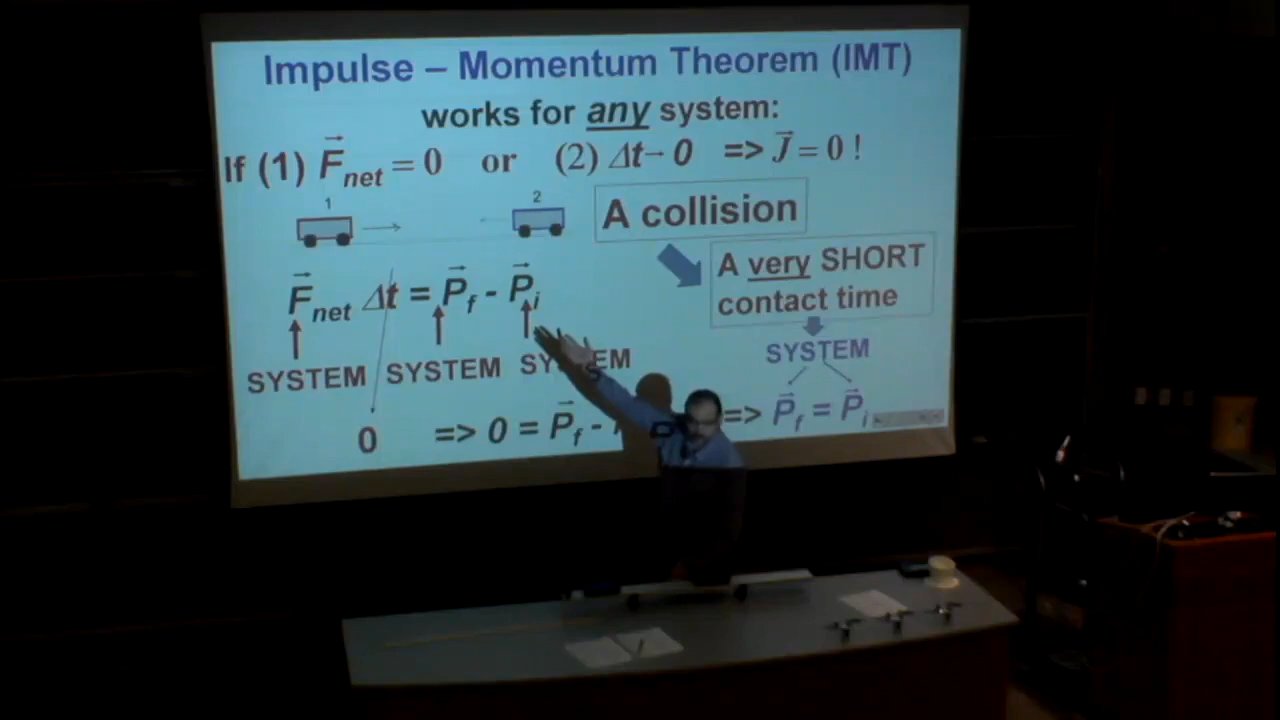 Impulse – Momentum Theorem (IMT)
works for any system:
If (1) F⃗net = 0 or (2) Δt→0 => J⃗ = 0 !
1
2
A collision
A very SHORT
contact time
F⃗net Δt = P⃗f - P⃗i
SYSTEM SYSTEM SYSTEM
SYSTEM
0 => 0 = P⃗f - => P⃗f = P⃗i